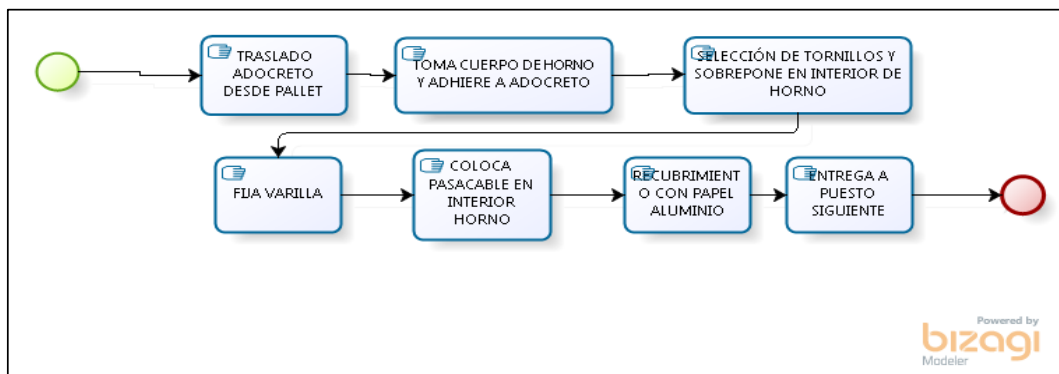 TRASLADO
ADOCRETO
DESDE PALLET
TOMA CUERPO DE HORNO
Y ADHIERE A ADOCRETO
SELECCIÓN DE TORNILLOS Y
SOBREPONE EN INTERIOR DE
HORNO
FIJA VARILLA
COLOCA
PASACABLE EN
INTERIOR
HORNO
RECUBRIMIENT
O CON PAPEL
ALUMINIO
ENTREGA A
PUESTO
SIGUIENTE
Powered by
bizagi
Modeler